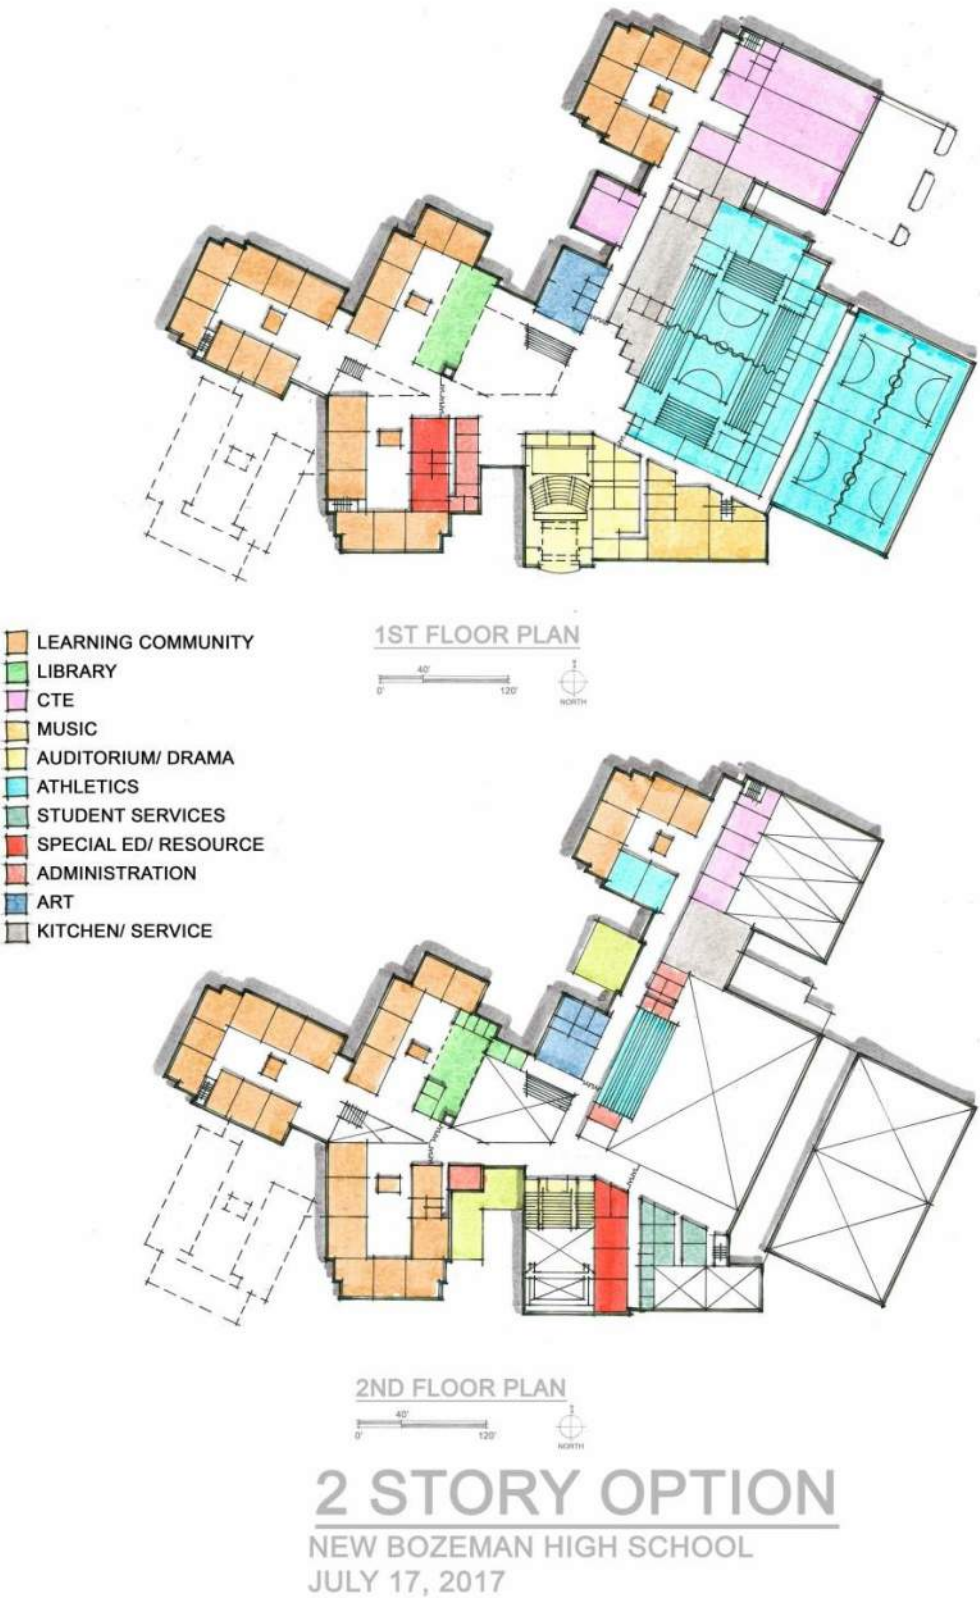 1ST FLOOR PLAN
40'
0' 120'
NORTH
LEARNING COMMUNITY
LIBRARY
CTE
MUSIC
AUDITORIUM/ DRAMA
ATHLETICS
STUDENT SERVICES
SPECIAL ED/ RESOURCE
ADMINISTRATION
ART
KITCHEN/ SERVICE
2ND FLOOR PLAN
40'
0' 120'
NORTH
2 STORY OPTION
NEW BOZEMAN HIGH SCHOOL
JULY 17, 2017